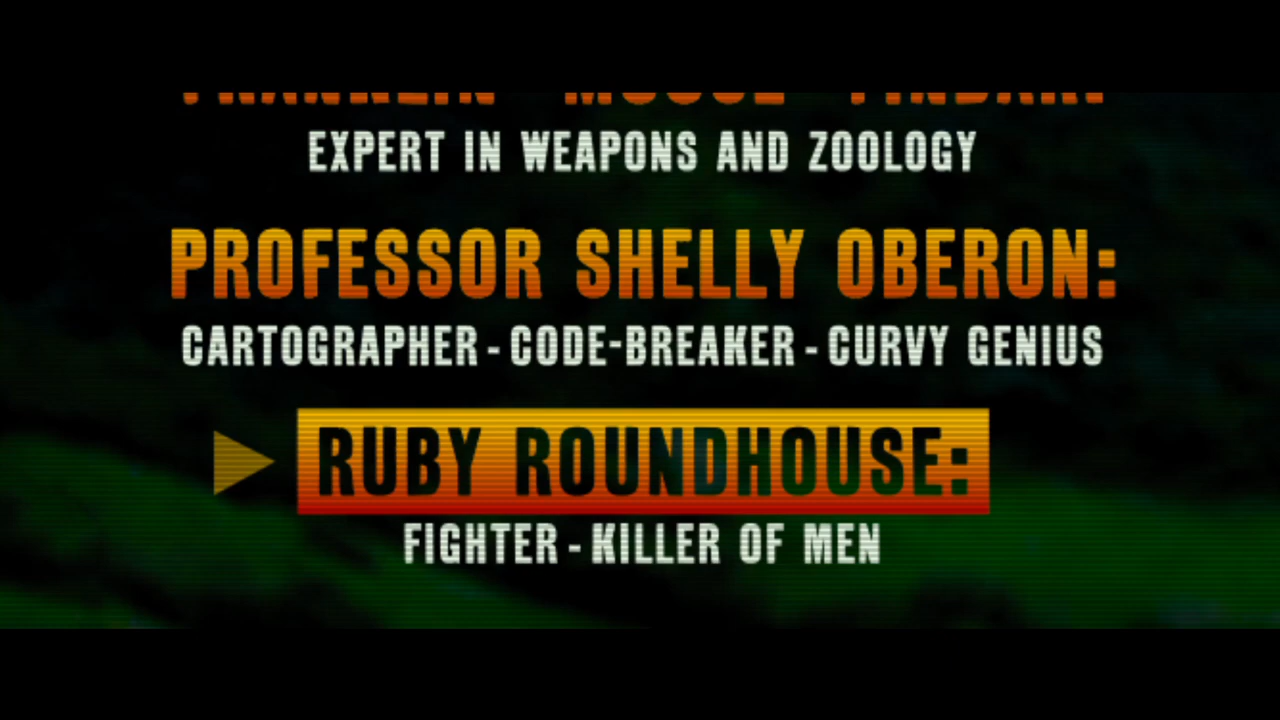 EXPERT IN WEAPONS AND ZOOLOGY
PROFESSOR SHELLY OBERON:
CARTOGRAPHER - CODE-BREAKER - CURVY GENIUS
RUBY ROUNDHOUSE:
FIGHTER - KILLER OF MEN